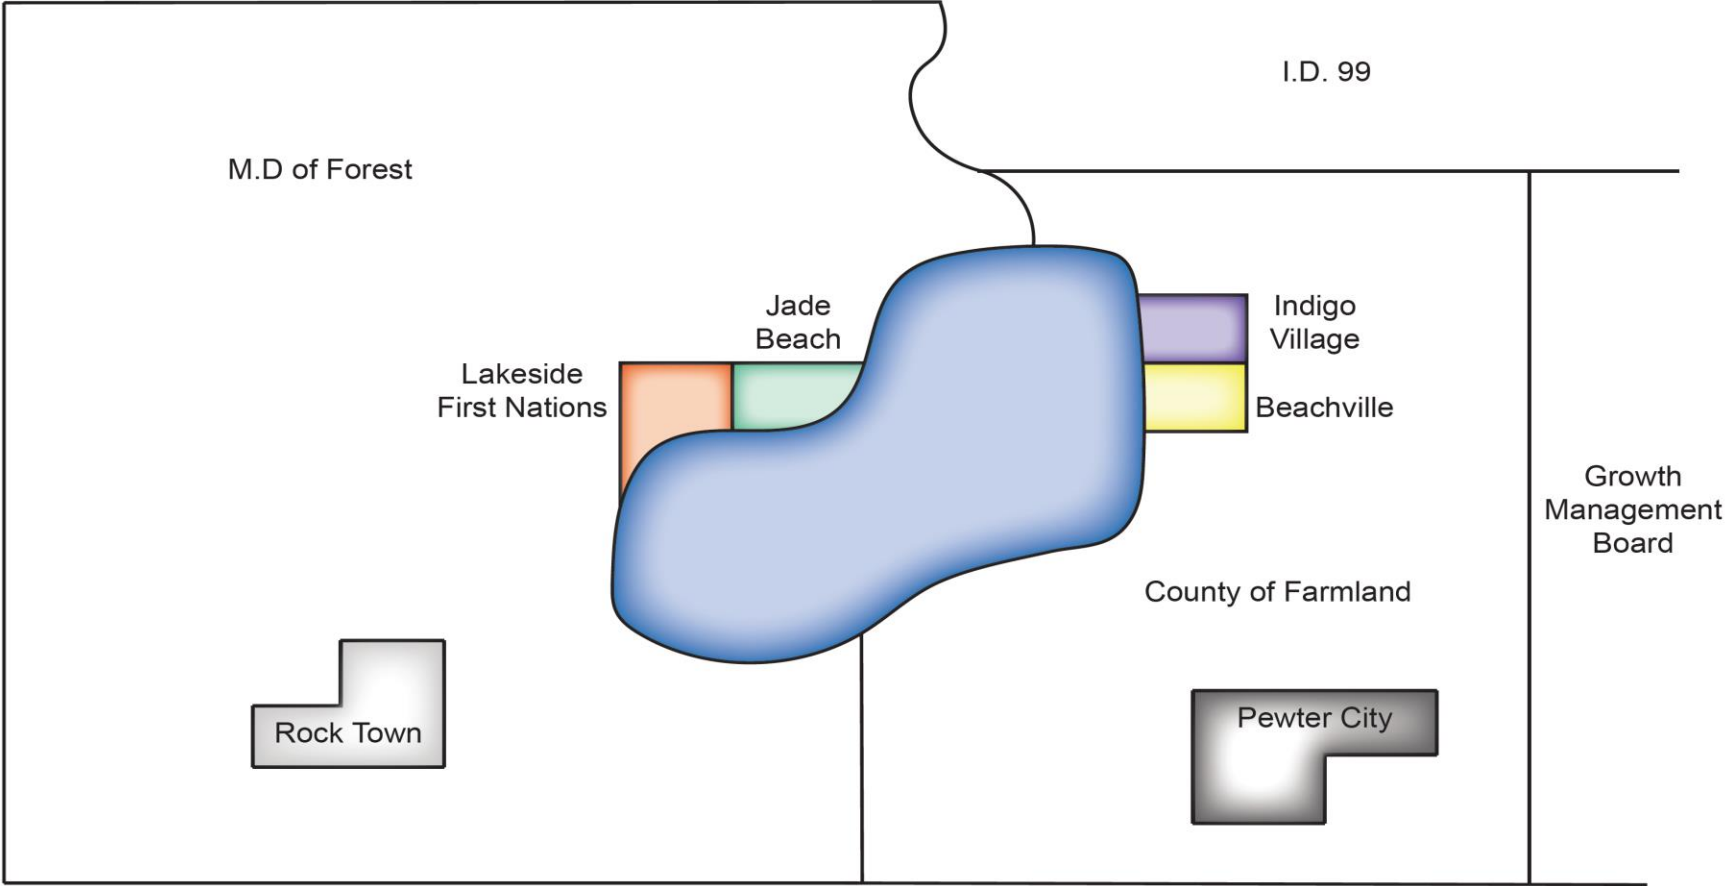 I.D. 99
M.D of Forest
Jade
Beach
Indigo
Village
Lakeside
First Nations
Beachville
Growth
Management
Board
County of Farmland
Rock Town
Pewter City